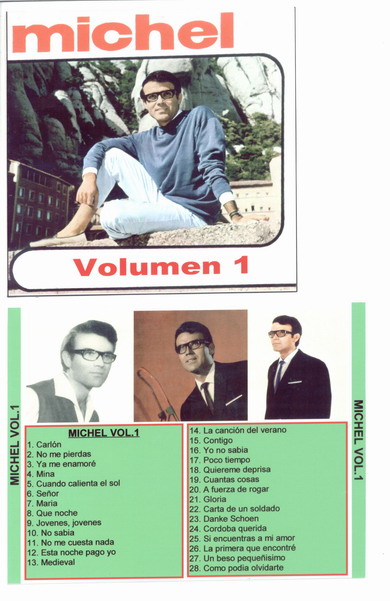 michel
Volumen 1
MICHEL VOL.1
MICHEL VOL.1
1. Carlón
2. No me pierdas
3. Ya me enamoré
4. Mina
5. Cuando calienta el sol
6. Señor
7. Maria
8. Que noche
9. Jovenes, jovenes
10. No sabia
11. No me cuesta nada
12. Esta noche pago yo
13. Medieval
14. La canción del verano
15. Contigo
16. Yo no sabia
17. Poco tiempo
18. Quiereme deprisa
19. Cuantas cosas
20. A fuerza de rogar
21. Gloria
22. Carta de un soldado
23. Danke Schoen
24. Cordoba querida
25. Si encuentras a mi amor
26. La primera que encontré
27. Un beso pequeñisimo
28. Como podia olvidarte
MICHEL VOL.1